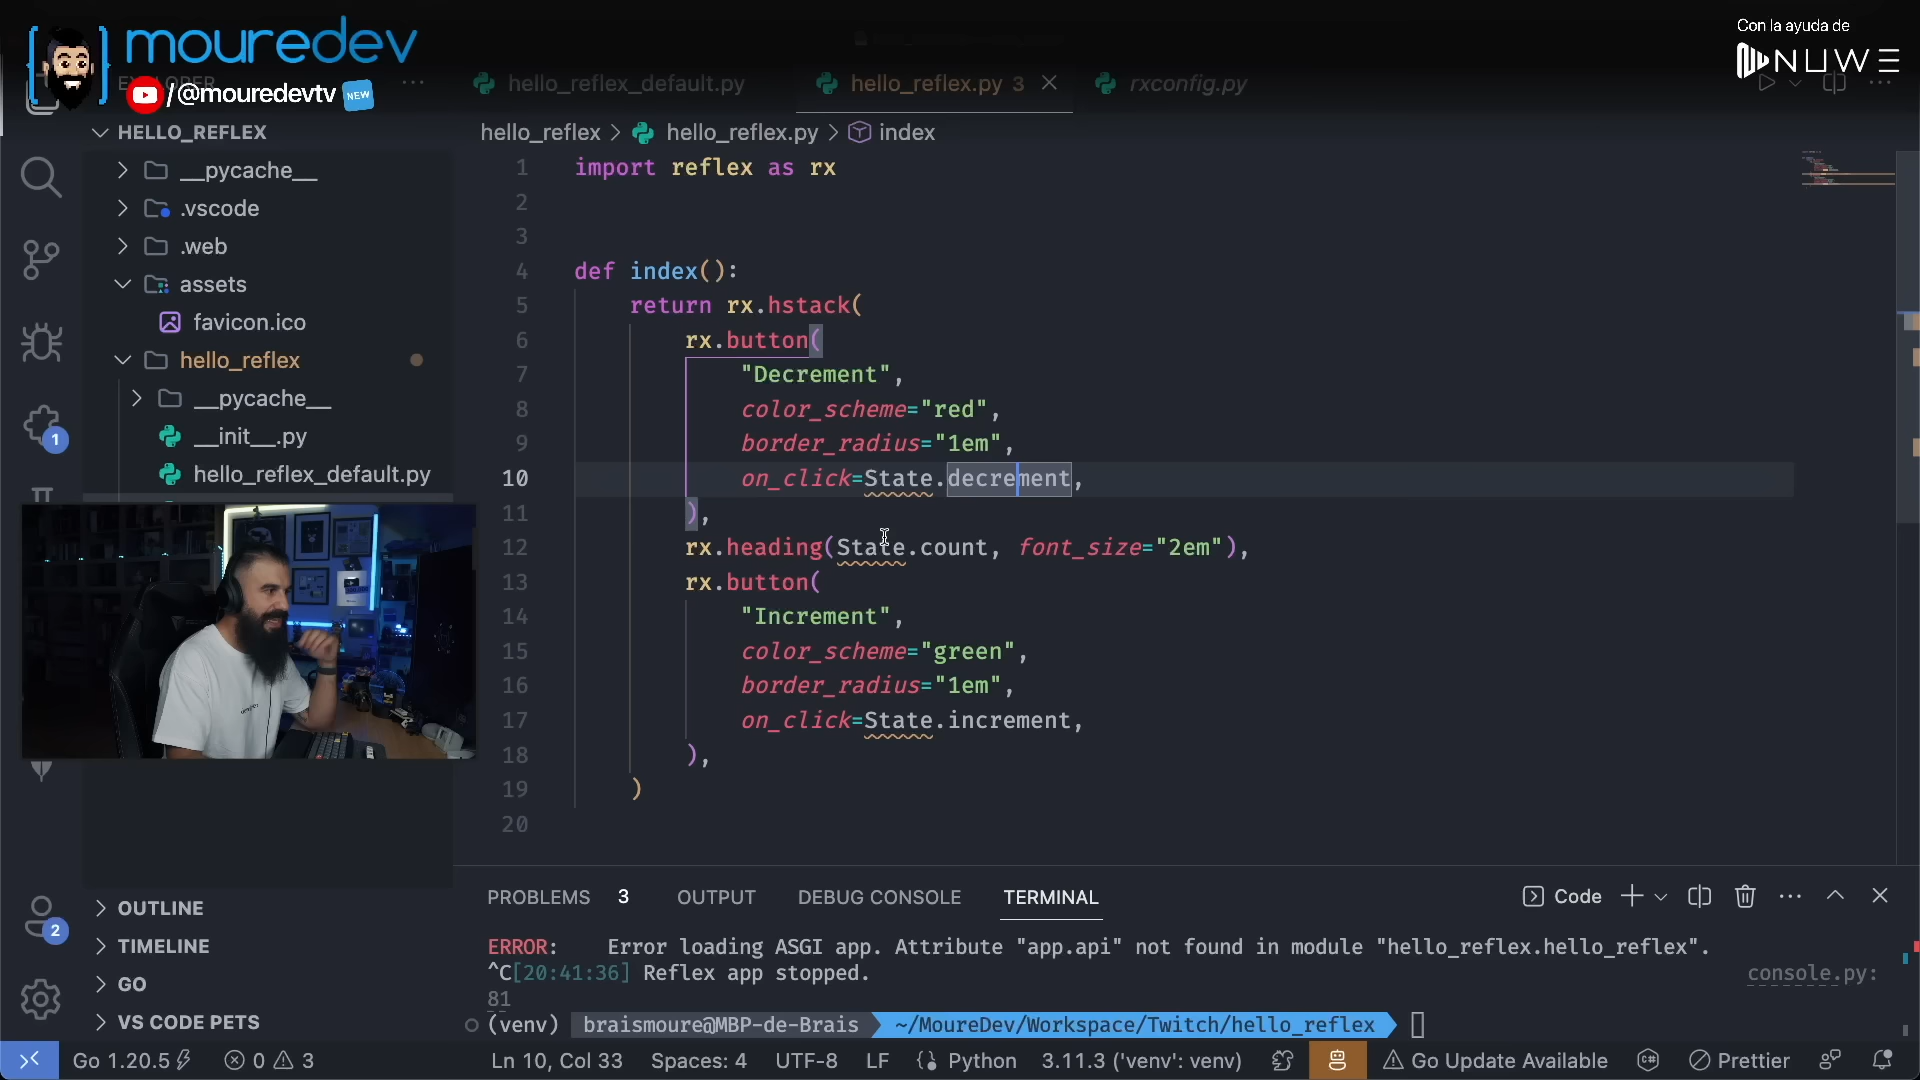 mouredev
/@mouredevtv NEW
Con la ayuda de
NUWE
hello_reflex_default.py
hello_reflex.py 3
rxconfig.py
HELLO_REFLEX
__pycache__
.vscode
.web
assets
favicon.ico
hello_reflex
__pycache__
__init__.py
hello_reflex_default.py
OUTLINE
TIMELINE
GO
VS CODE PETS
1
2
hello_reflex > hello_reflex.py > index
1 import reflex as rx
2
3
4 def index():
5 return rx.hstack(
6 rx.button(
7 "Decrement",
8 color_scheme="red",
9 border_radius="1em",
10 on_click=State.decrement,
11 ),
12 rx.heading(State.count, font_size="2em"),
13 rx.button(
14 "Increment",
15 color_scheme="green",
16 border_radius="1em",
17 on_click=State.increment,
18 ),
19 )
20
PROBLEMS 3 OUTPUT DEBUG CONSOLE TERMINAL
Code
ERROR: Error loading ASGI app. Attribute "app.api" not found in module "hello_reflex.hello_reflex".
^C[20:41:36] Reflex app stopped. console.py:
81
(venv) braismoure@MBP-de-Brais ~/MoureDev/Workspace/Twitch/hello_reflex
Go 1.20.5 0 3 Ln 10, Col 33 Spaces: 4 UTF-8 LF Python 3.11.3 ('venv': venv) Go Update Available Prettier